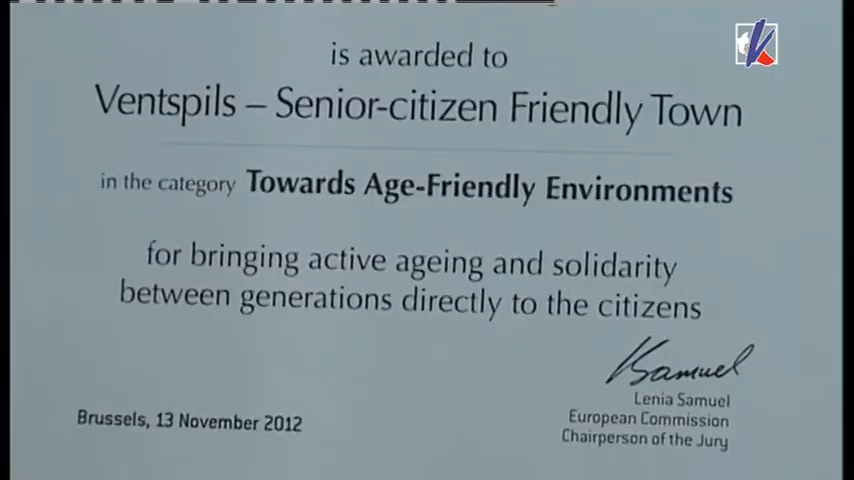 is awarded to
Ventspils – Senior-citizen Friendly Town
in the category Towards Age-Friendly Environments
for bringing active ageing and solidarity
between generations directly to the citizens
Samuel
Lenia Samuel
European Commission
Chairperson of the Jury
Brussels, 13 November 2012